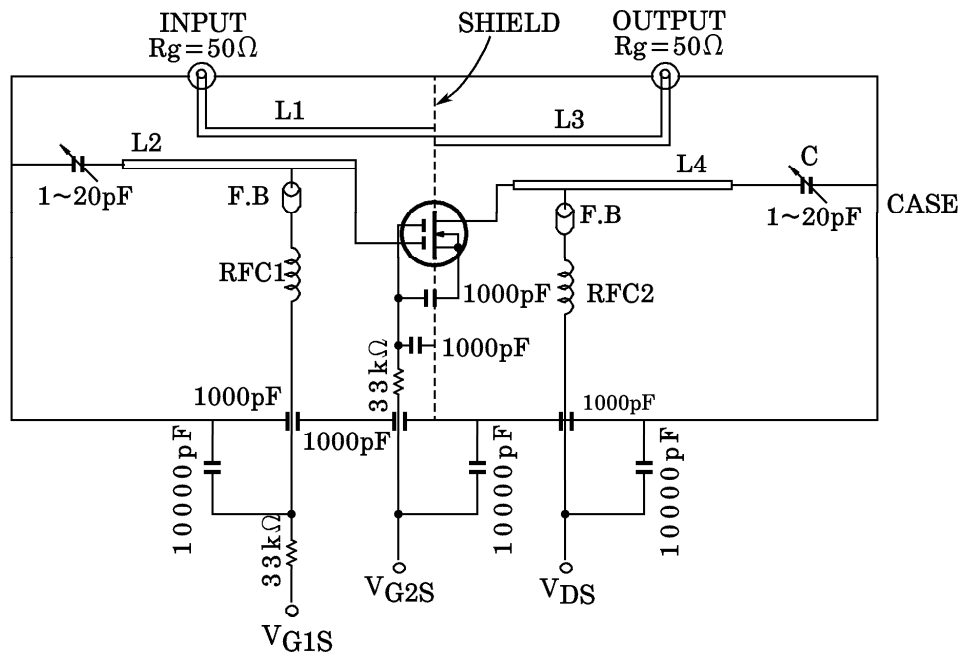 INPUT
Rg=50Ω
SHIELD
OUTPUT
Rg=50Ω
L1
L3
L2
L4
C
1~20pF
F.B
F.B
1~20pF
CASE
RFC1
1000pF
RFC2
1000pF
33kΩ
1000pF
1000pF
1000pF
10000pF
10000pF
10000pF
33kΩ
VG2S
VDS
VG1S